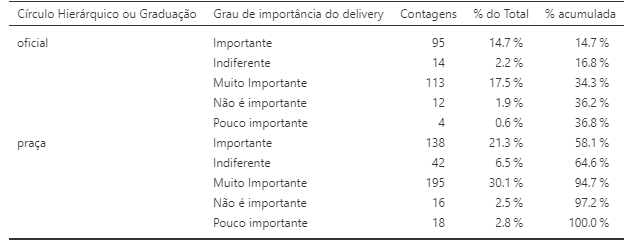 Círculo Hierárquico ou Graduação Grau de importância do delivery Contagens % do Total % acumulada
oficial Importante 95 14.7 % 14.7 %
Indiferente 14 2.2 % 16.8 %
Muito Importante 113 17.5 % 34.3 %
Não é importante 12 1.9 % 36.2 %
Pouco importante 4 0.6 % 36.8 %
praça Importante 138 21.3 % 58.1 %
Indiferente 42 6.5 % 64.6 %
Muito Importante 195 30.1 % 94.7 %
Não é importante 16 2.5 % 97.2 %
Pouco importante 18 2.8 % 100.0 %